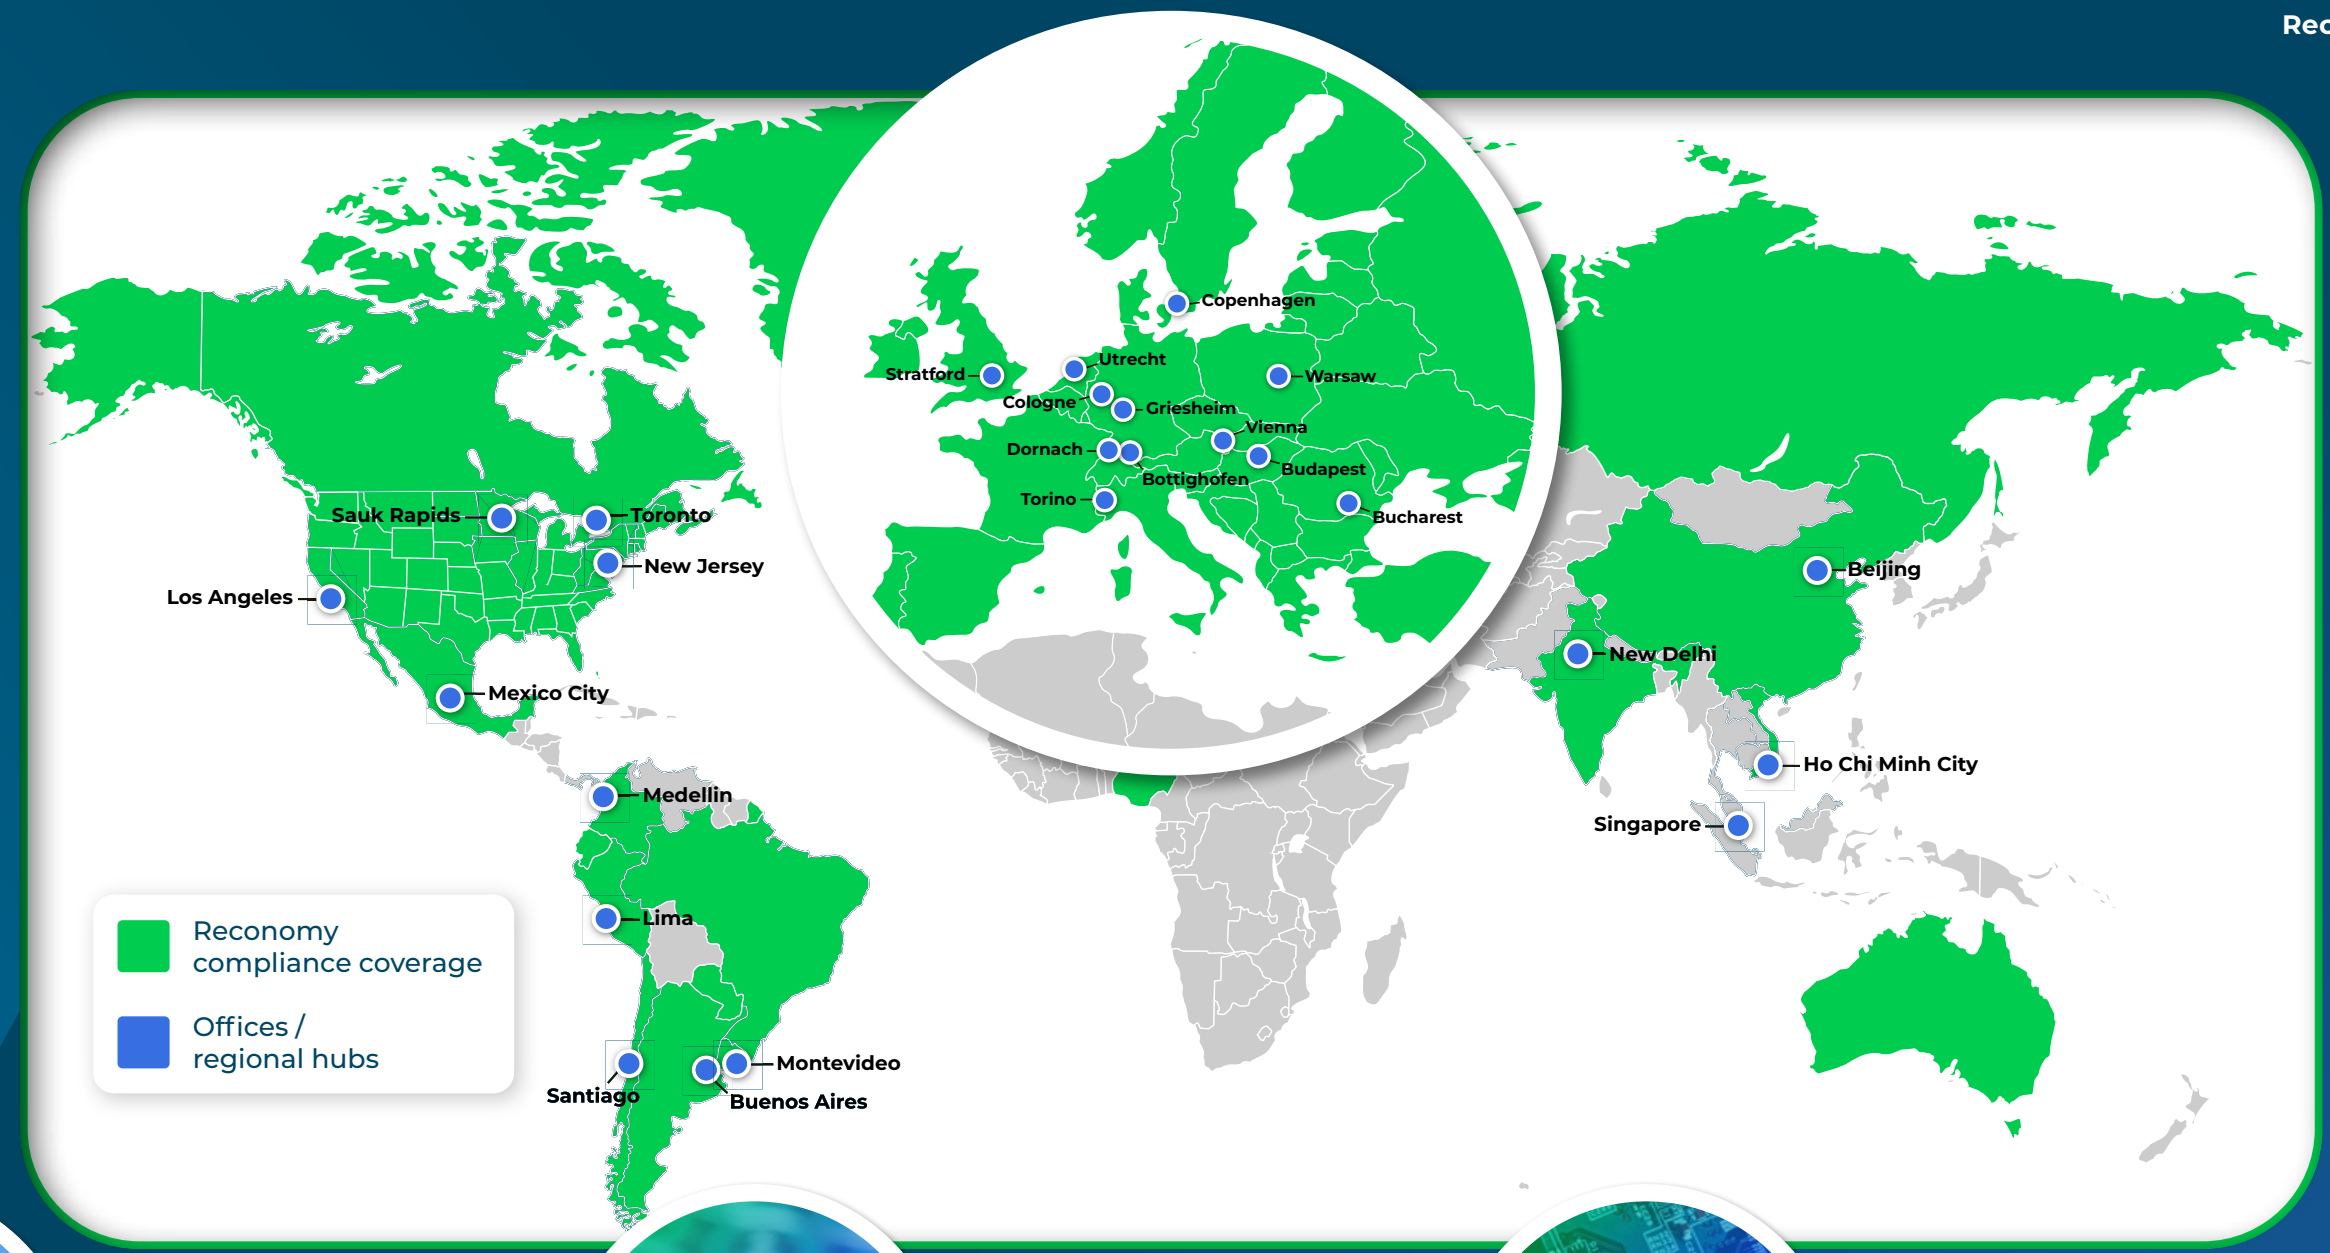 Rec
Copenhagen
Utrecht
Stratford
Warsaw
Cologne
Griesheim
Vienna
Dornach
Budapest
Bottighofen
Torino
Bucharest
Sauk Rapids
Toronto
New Jersey
Los Angeles
Beijing
New Delhi
Mexico City
Ho Chi Minh City
Medellin
Singapore
Lima
Reconomy
compliance coverage
Offices /
regional hubs
Montevideo
Santiago
Buenos Aires